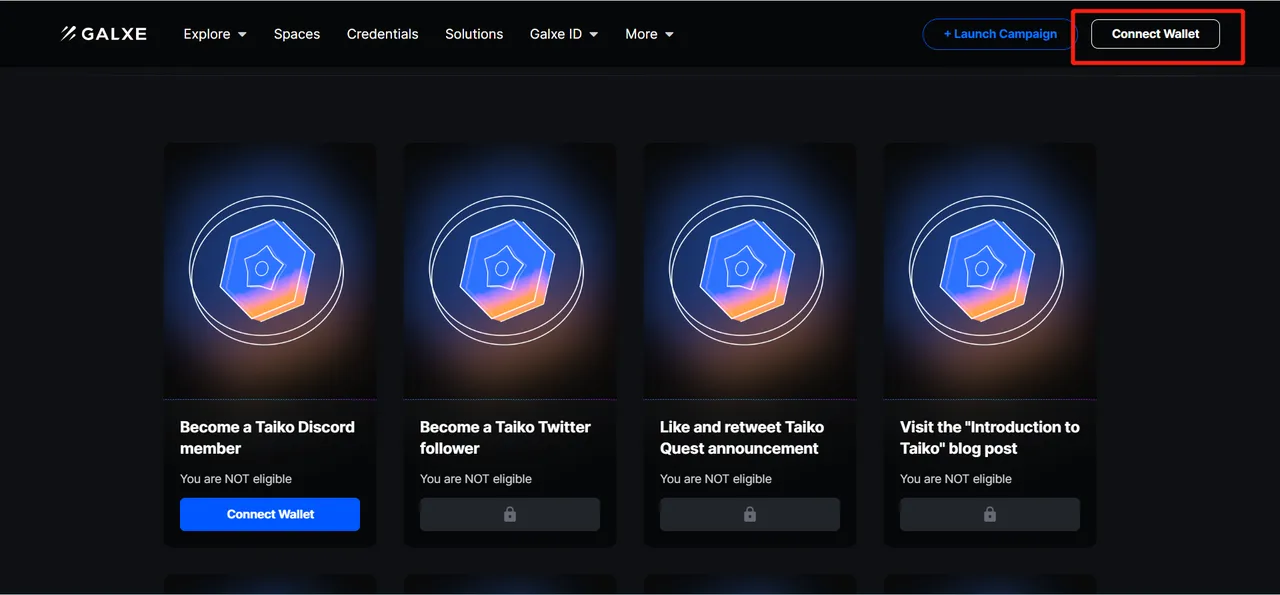 GALXE Explore Spaces Credentials Solutions Galxe ID More + Launch Campaign Connect Wallet
Become a Taiko Discord
member
You are NOT eligible
Connect Wallet
Become a Taiko Twitter
follower
You are NOT eligible
Like and retweet Taiko
Quest announcement
You are NOT eligible
Visit the "Introduction to
Taiko" blog post
You are NOT eligible